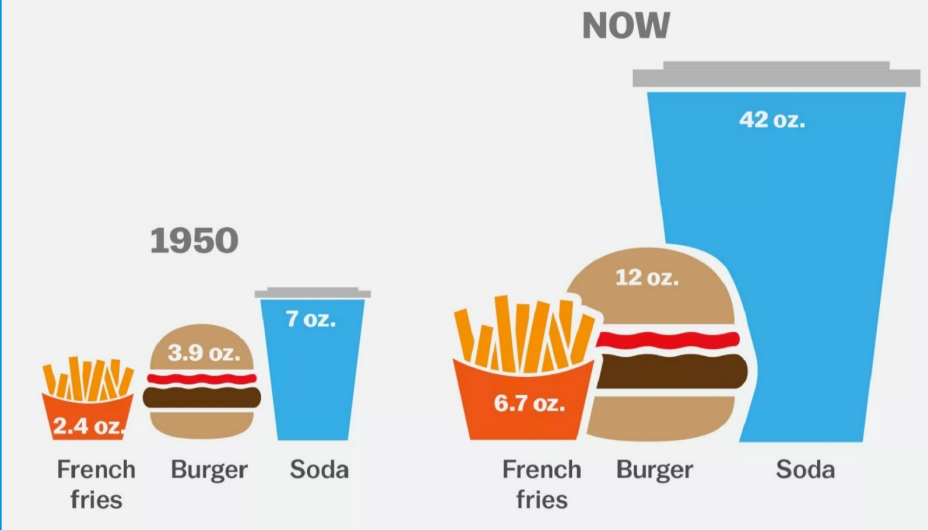 1950
2.4 oz.
3.9 oz.
7 oz.
French
fries
Burger
Soda
NOW
6.7 oz.
12 oz.
42 oz.
French
fries
Burger
Soda